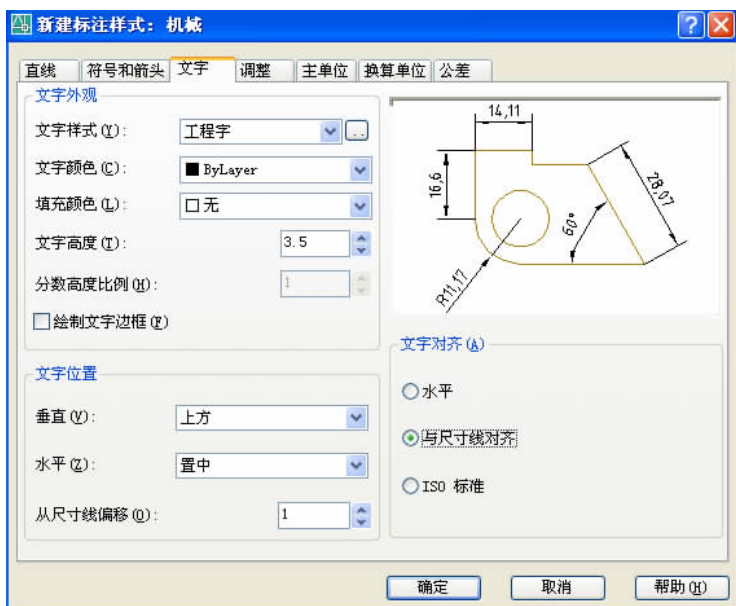 新建标注样式: 机械
直线 符号和箭头 文字 调整 主单位 换算单位 公差
文字外观
文字样式(Y): 工程字 ...
文字颜色(C): ByLayer
填充颜色(L): 无
文字高度(T): 3.5
分数高度比例(H): 1
绘制文字边框(F)
文字位置
垂直(V): 上方
水平(Z): 置中
从尺寸线偏移(O): 1
14,11
16,6
28,07
60°
R11,17
文字对齐(A)
水平
与尺寸线对齐
ISO 标准
确定 取消 帮助(H)